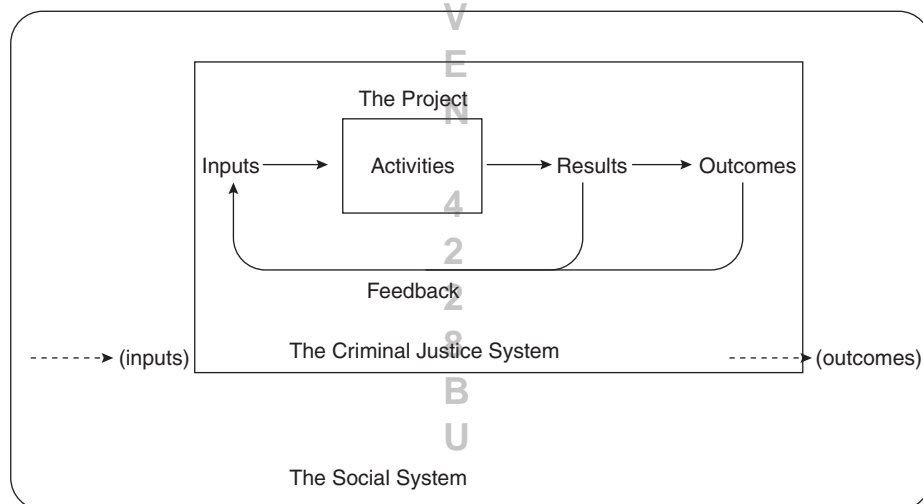 V
E
N
4
2
2
8
B
U
The Project
Inputs
Activities
Results
Outcomes
Feedback
(inputs)
The Criminal Justice System
(outcomes)
The Social System